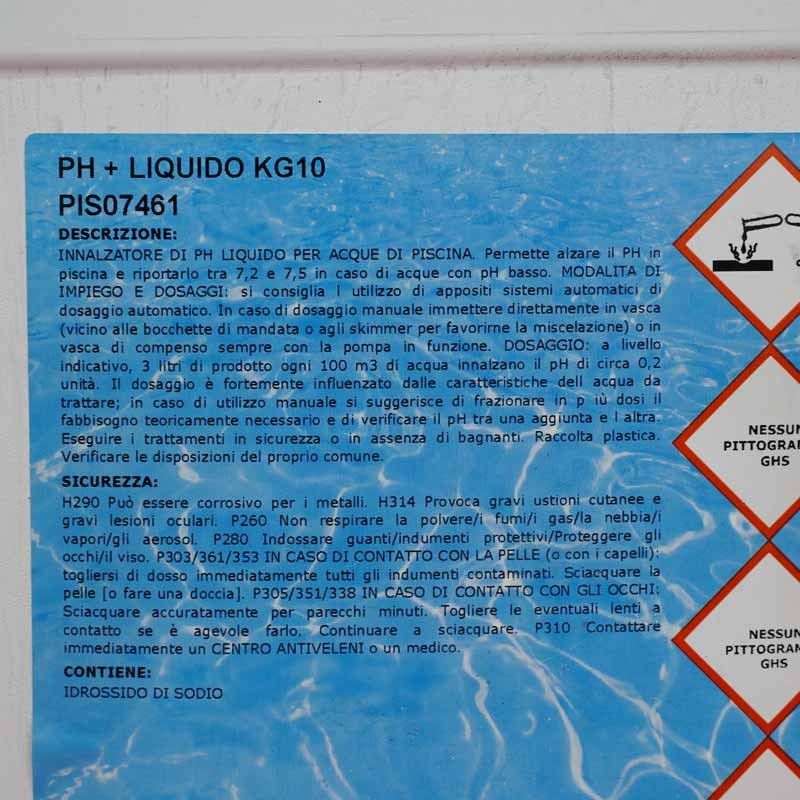 PH + LIQUIDO KG10
PIS07461
DESCRIZIONE:
INNALZATORE DI PH LIQUIDO PER ACQUE DI PISCINA. Permette alzare il PH in
piscina e riportarlo tra 7,2 e 7,5 in caso di acque con pH basso. MODALITA DI
IMPIEGO E DOSAGGI: si consiglia l utilizzo di appositi sistemi automatici di
dosaggio automatico. In caso di dosaggio manuale immettere direttamente in vasca
(vicino alle bocchette di mandata o agli skimmer per favorirne la miscelazione) o in
vasca di compenso sempre con la pompa in funzione. DOSAGGIO: a livello
indicativo, 3 litri di prodotto ogni 100 m3 di acqua innalzano il pH di circa 0,2
unità. Il dosaggio è fortemente influenzato dalle caratteristiche dell acqua da
trattare; in caso di utilizzo manuale si suggerisce di frazionare in p iù dosi il
fabbisogno teoricamente necessario e di verificare il pH tra una aggiunta e l altra.
Eseguire i trattamenti in sicurezza o in assenza di bagnanti. Raccolta plastica.
Verificare le disposizioni del proprio comune.
SICUREZZA:
H290 Può essere corrosivo per i metalli. H314 Provoca gravi ustioni cutanee e
gravi lesioni oculari. P260 Non respirare la polvere/i fumi/i gas/la nebbia/i
vapori/gli aerosol. P280 Indossare guanti/indumenti protettivi/Proteggere gli
occhi/il viso. P303/361/353 IN CASO DI CONTATTO CON LA PELLE (o con i capelli):
togliersi di dosso immediatamente tutti gli indumenti contaminati. Sciacquare la
pelle [o fare una doccia]. P305/351/338 IN CASO DI CONTATTO CON GLI OCCHI:
Sciacquare accuratamente per parecchi minuti. Togliere le eventuali lenti a
contatto se è agevole farlo. Continuare a sciacquare. P310 Contattare
immediatamente un CENTRO ANTIVELENI o un medico.
CONTIENE:
IDROSSIDO DI SODIO
NESSUN
PITTOGRAM
GHS
NESSUN
PITTOGRAM
GHS